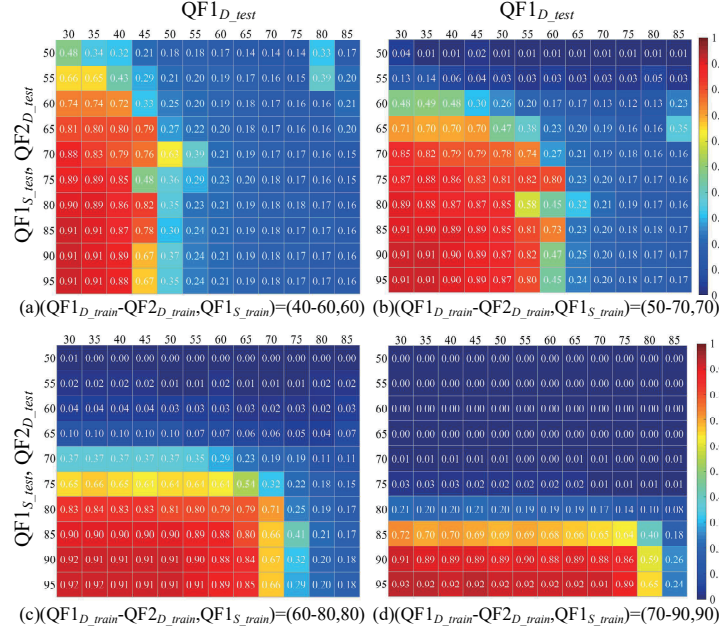 QF1D_test
30 35 40 45 50 55 60 65 70 75 80 85
QF1S_test, QF2D_test
50 0.48 0.34 0.32 0.21 0.18 0.18 0.17 0.14 0.14 0.14 0.33 0.17
55 0.66 0.65 0.43 0.29 0.21 0.20 0.19 0.18 0.17 0.16 0.29 0.20
60 0.74 0.74 0.72 0.33 0.25 0.20 0.19 0.18 0.17 0.16 0.16 0.21
65 0.81 0.80 0.80 0.79 0.27 0.22 0.20 0.18 0.17 0.16 0.16 0.20
70 0.88 0.83 0.79 0.76 0.63 0.39 0.21 0.19 0.17 0.17 0.16 0.15
75 0.89 0.89 0.85 0.48 0.36 0.29 0.23 0.20 0.18 0.17 0.16 0.15
80 0.90 0.89 0.86 0.82 0.35 0.23 0.21 0.19 0.18 0.18 0.17 0.16
85 0.91 0.91 0.87 0.78 0.30 0.24 0.21 0.19 0.18 0.18 0.17 0.16
90 0.91 0.91 0.89 0.67 0.37 0.24 0.21 0.19 0.18 0.18 0.17 0.16
95 0.91 0.91 0.88 0.67 0.35 0.24 0.21 0.19 0.18 0.18 0.17 0.16
(a)(QF1D_train-QF2D_train,QF1S_train)=(40-60,60)
QF1D_test
30 35 40 45 50 55 60 65 70 75 80 85
50 0.04 0.01 0.01 0.02 0.01 0.01 0.01 0.01 0.01 0.01 0.01 0.01
55 0.13 0.14 0.06 0.04 0.03 0.03 0.03 0.03 0.03 0.03 0.05 0.03
60 0.48 0.49 0.48 0.30 0.26 0.20 0.17 0.17 0.13 0.12 0.13 0.23
65 0.71 0.70 0.70 0.70 0.47 0.38 0.23 0.20 0.17 0.16 0.15 0.35
70 0.85 0.82 0.79 0.79 0.78 0.74 0.27 0.21 0.19 0.17 0.16 0.16
75 0.87 0.88 0.86 0.83 0.81 0.82 0.80 0.23 0.20 0.18 0.17 0.16
80 0.89 0.88 0.87 0.87 0.85 0.58 0.45 0.32 0.21 0.19 0.17 0.16
85 0.90 0.90 0.89 0.88 0.85 0.81 0.73 0.23 0.20 0.19 0.17 0.16
90 0.91 0.91 0.90 0.89 0.87 0.82 0.47 0.25 0.20 0.19 0.18 0.17
95 0.91 0.91 0.90 0.89 0.87 0.80 0.45 0.24 0.20 0.19 0.18 0.17
1
0
(b)(QF1D_train-QF2D_train,QF1S_train)=(50-70,70)
30 35 40 45 50 55 60 65 70 75 80 85
QF1S_test, QF2D_test
50 0.01 0.00 0.00 0.00 0.00 0.00 0.00 0.00 0.00 0.00 0.00 0.00
55 0.02 0.02 0.02 0.02 0.01 0.01 0.02 0.01 0.01 0.02 0.01 0.02
60 0.04 0.04 0.04 0.04 0.03 0.03 0.03 0.03 0.02 0.03 0.02 0.03
65 0.10 0.10 0.10 0.10 0.10 0.07 0.07 0.06 0.06 0.05 0.04 0.07
70 0.37 0.37 0.37 0.37 0.37 0.35 0.29 0.23 0.19 0.19 0.11 0.11
75 0.65 0.65 0.65 0.64 0.64 0.64 0.61 0.54 0.32 0.22 0.18 0.15
80 0.83 0.83 0.84 0.83 0.81 0.80 0.79 0.79 0.71 0.25 0.19 0.17
85 0.90 0.90 0.90 0.90 0.89 0.88 0.88 0.84 0.66 0.41 0.21 0.17
90 0.92 0.91 0.91 0.91 0.91 0.90 0.88 0.84 0.67 0.32 0.20 0.18
95 0.92 0.92 0.92 0.91 0.91 0.91 0.89 0.85 0.66 0.29 0.20 0.18
(c)(QF1D_train-QF2D_train,QF1S_train)=(60-80,80)
30 35 40 45 50 55 60 65 70 75 80 85
50 0.00 0.00 0.00 0.00 0.00 0.00 0.00 0.00 0.00 0.00 0.00 0.00
55 0.00 0.00 0.00 0.00 0.00 0.00 0.00 0.00 0.00 0.00 0.00 0.00
60 0.00 0.00 0.00 0.00 0.00 0.00 0.00 0.00 0.00 0.00 0.00 0.00
65 0.00 0.00 0.00 0.00 0.00 0.00 0.00 0.00 0.00 0.00 0.00 0.00
70 0.01 0.01 0.01 0.01 0.01 0.01 0.01 0.01 0.01 0.01 0.00 0.00
75 0.03 0.03 0.03 0.03 0.03 0.03 0.03 0.03 0.03 0.02 0.01 0.01
80 0.21 0.20 0.20 0.20 0.19 0.19 0.19 0.18 0.17 0.14 0.10 0.08
85 0.72 0.70 0.70 0.69 0.69 0.68 0.67 0.66 0.65 0.64 0.40 0.18
90 0.91 0.89 0.89 0.89 0.89 0.89 0.89 0.88 0.88 0.86 0.59 0.26
95 0.93 0.92 0.92 0.92 0.92 0.92 0.92 0.92 0.91 0.89 0.68 0.24
1
0
(d)(QF1D_train-QF2D_train,QF1S_train)=(70-90,90)